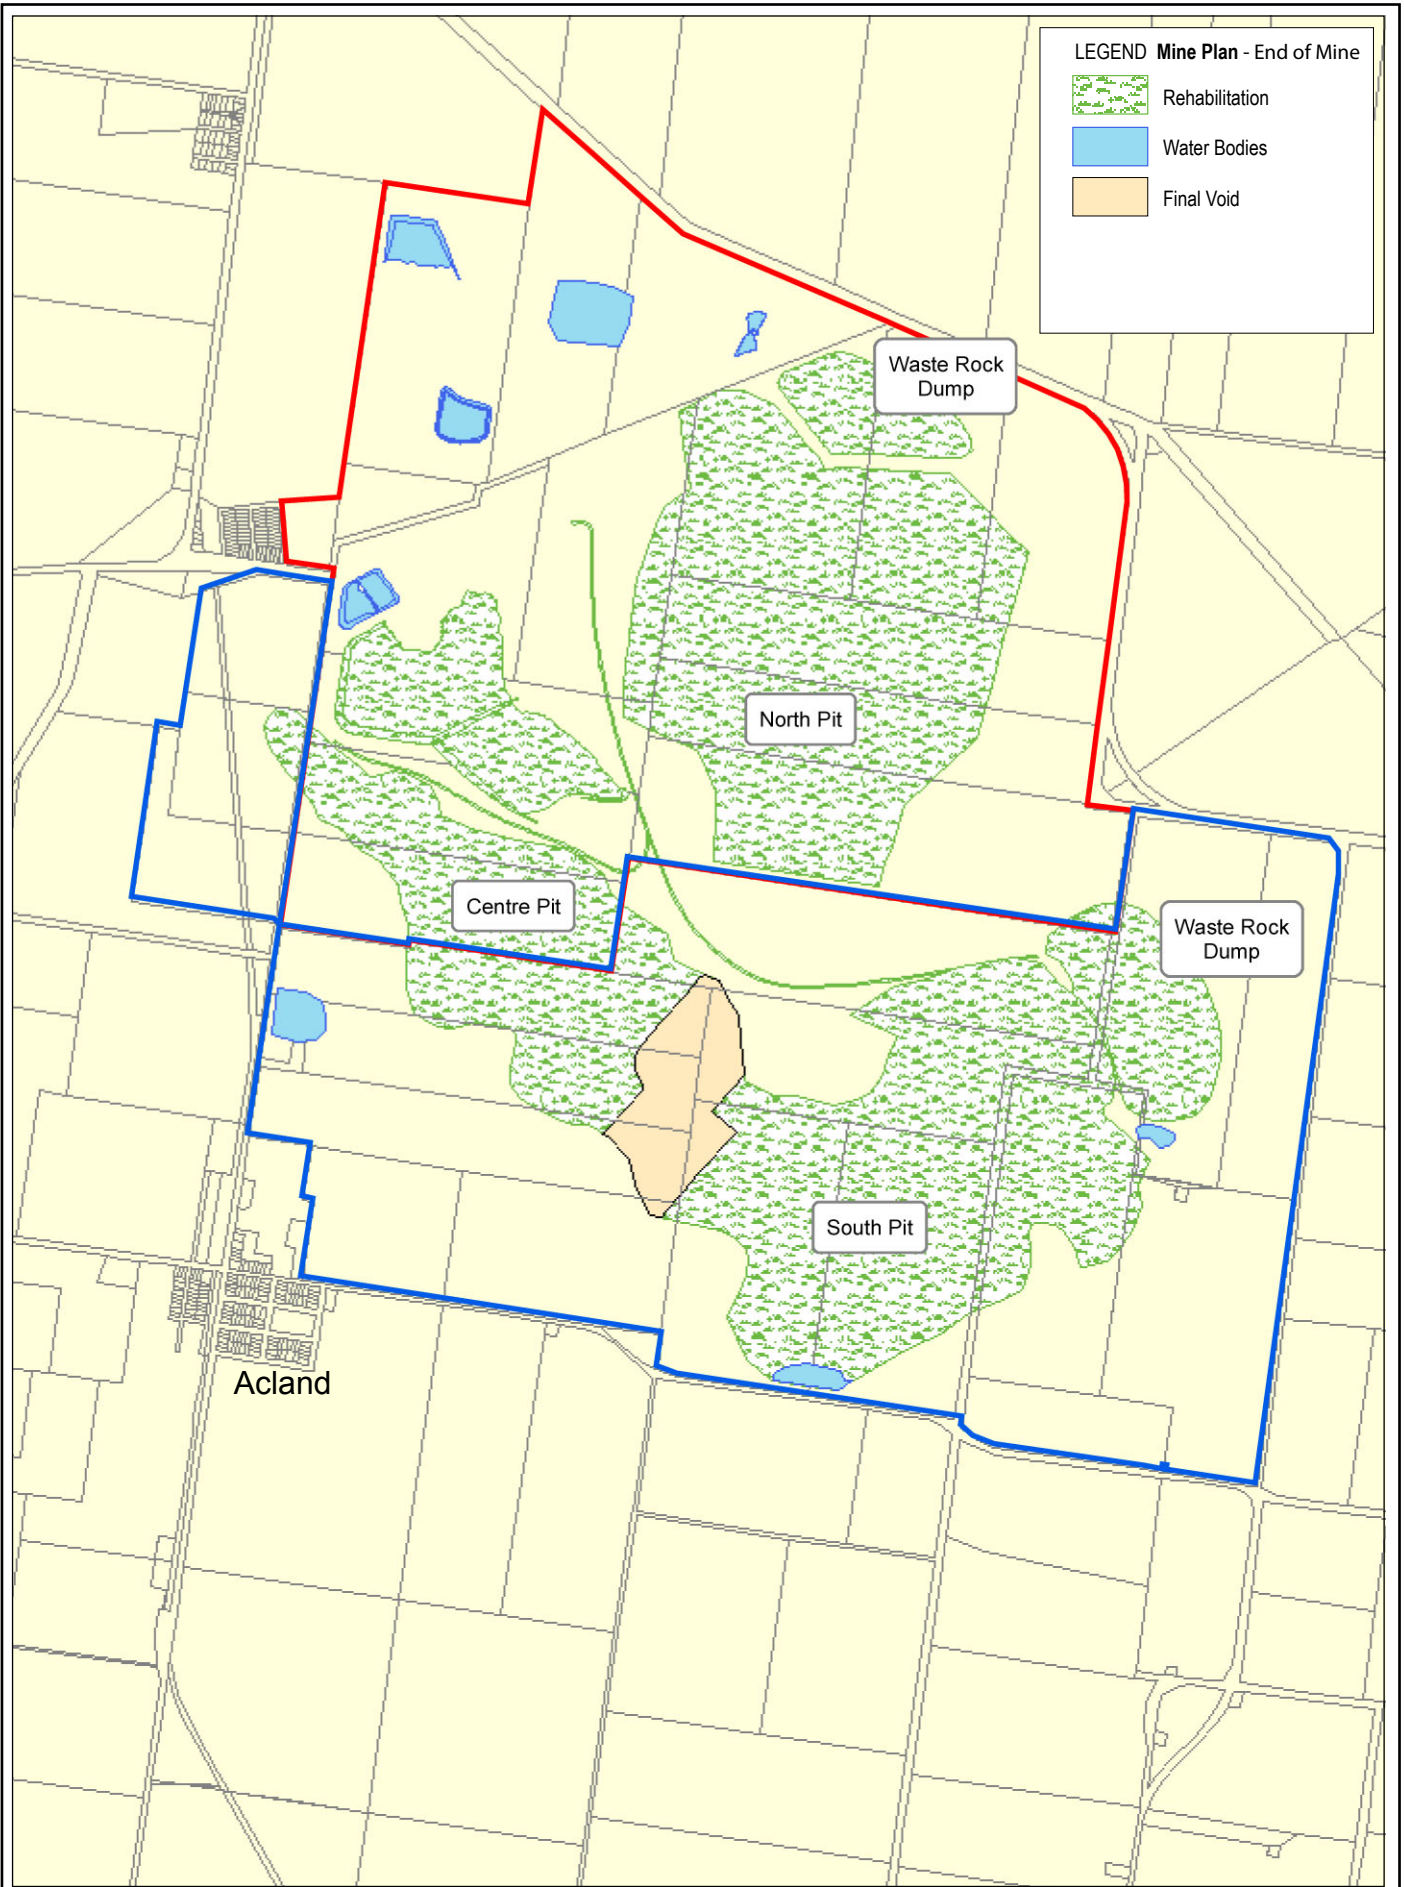 LEGEND Mine Plan - End of Mine
Rehabilitation
Water Bodies
Final Void
Waste Rock
Dump
North Pit
Centre Pit
Waste Rock
Dump
South Pit
Acland